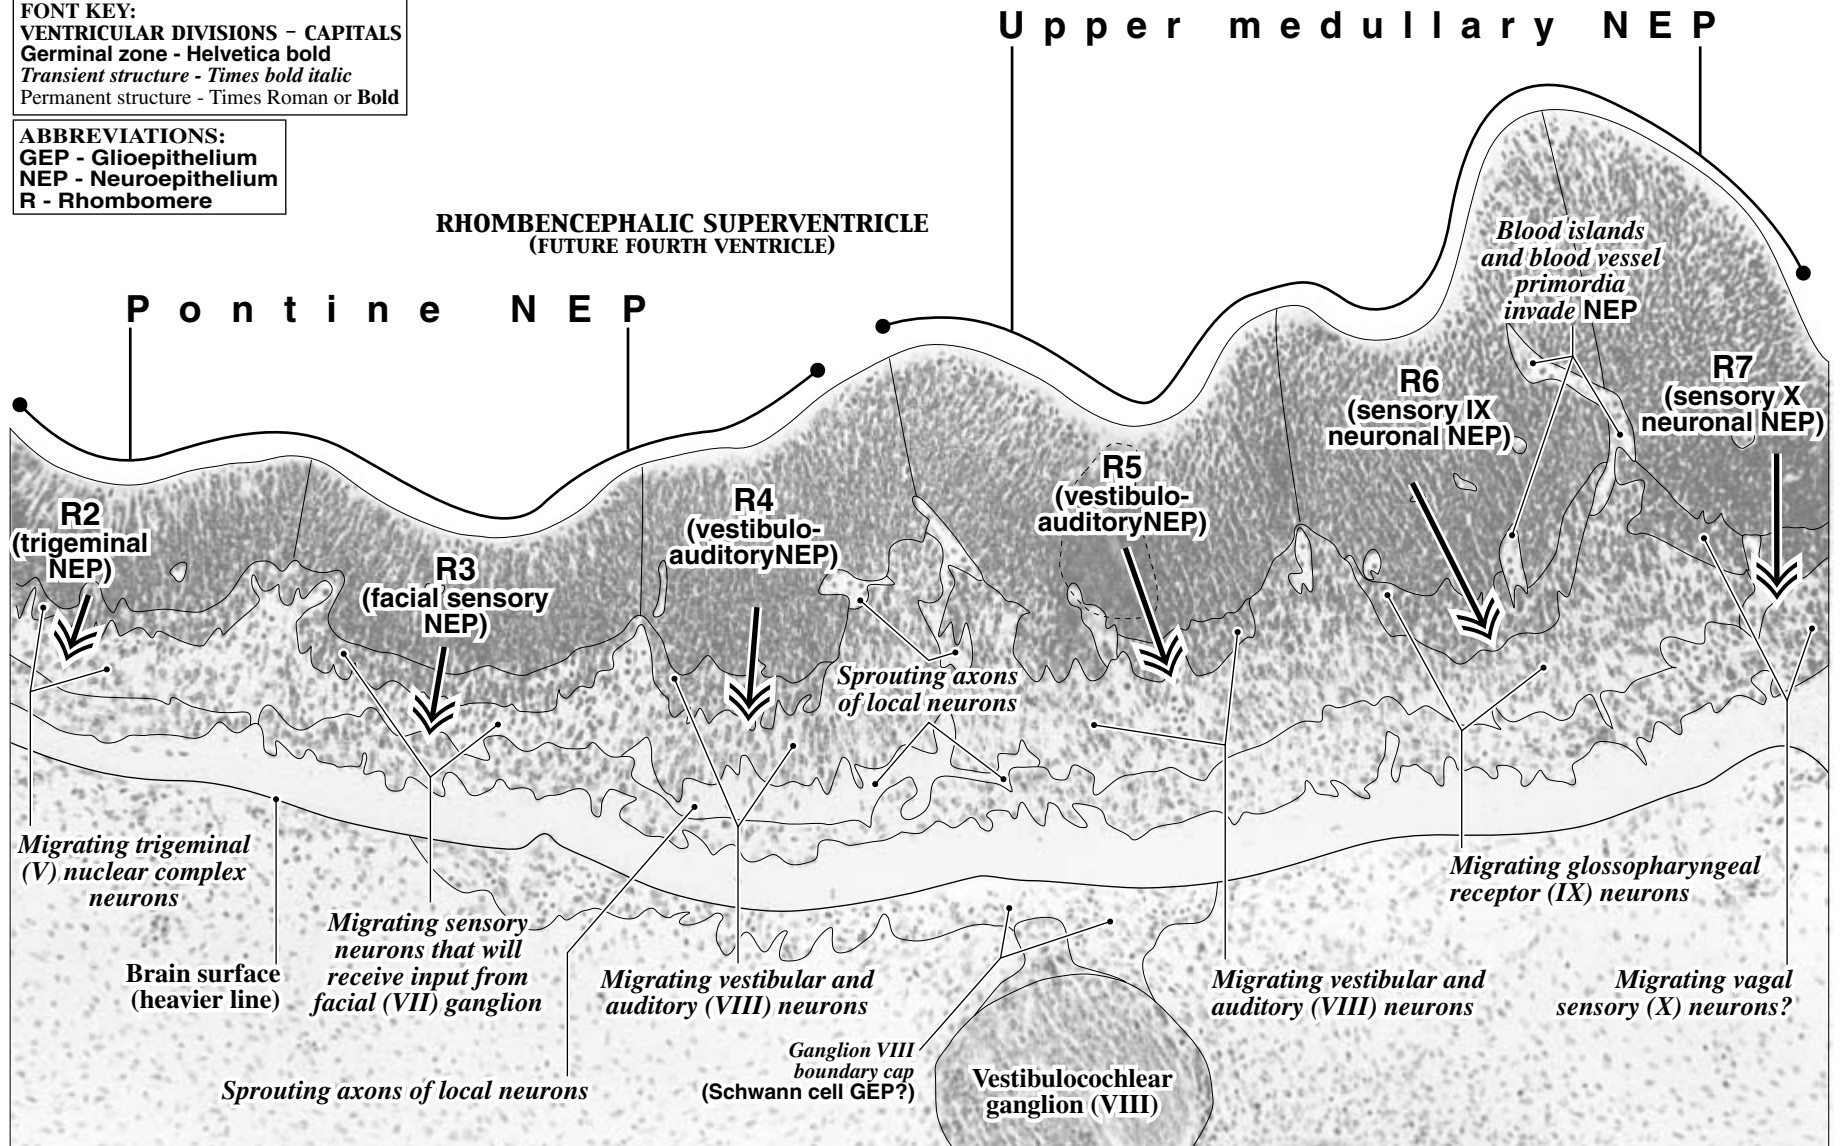 FONT KEY:
VENTRICULAR DIVISIONS – CAPITALS
Germinal zone - Helvetica bold
Transient structure - Times bold italic
Permanent structure - Times Roman or Bold
ABBREVIATIONS:
GEP - Glioepithelium
NEP - Neuroepithelium
R - Rhombomere
Upper medullary NEP
RHOMBENCEPHALIC SUPERVENTRICLE
(FUTURE FOURTH VENTRICLE)
Pontine NEP
Blood islands
and blood vessel
primordia
invade NEP
R2
(trigeminal
NEP)
R3
(facial sensory
NEP)
R4
(vestibulo-
auditoryNEP)
R5
(vestibulo-
auditoryNEP)
R6
(sensory IX
neuronal NEP)
R7
(sensory X
neuronal NEP)
Sprouting axons
of local neurons
Migrating trigeminal
(V) nuclear complex
neurons
Brain surface
(heavier line)
Migrating sensory
neurons that will
receive input from
facial (VII) ganglion
Sprouting axons of local neurons
Migrating vestibular and
auditory (VIII) neurons
Ganglion VIII
boundary cap
(Schwann cell GEP?)
Vestibulocochlear
ganglion (VIII)
Migrating vestibular and
auditory (VIII) neurons
Migrating glossopharyngeal
receptor (IX) neurons
Migrating vagal
sensory (X) neurons?